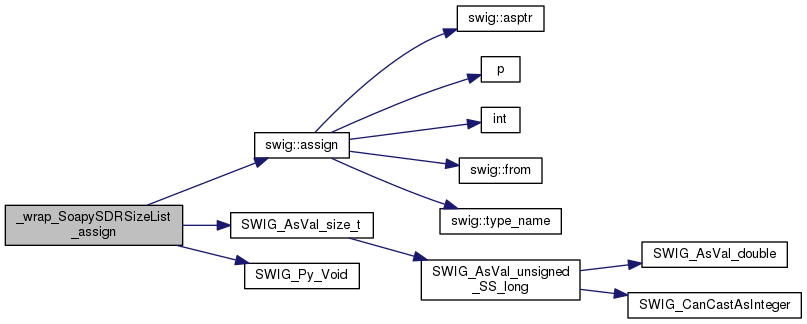 swig::asptr
p
int
swig::assign
swig::from
_wrap_SoapySDRSizeList
_assign
SWIG_AsVal_size_t
swig::type_name
SWIG_Py_Void
SWIG_AsVal_unsigned
_SS_long
SWIG_AsVal_double
SWIG_CanCastAsInteger